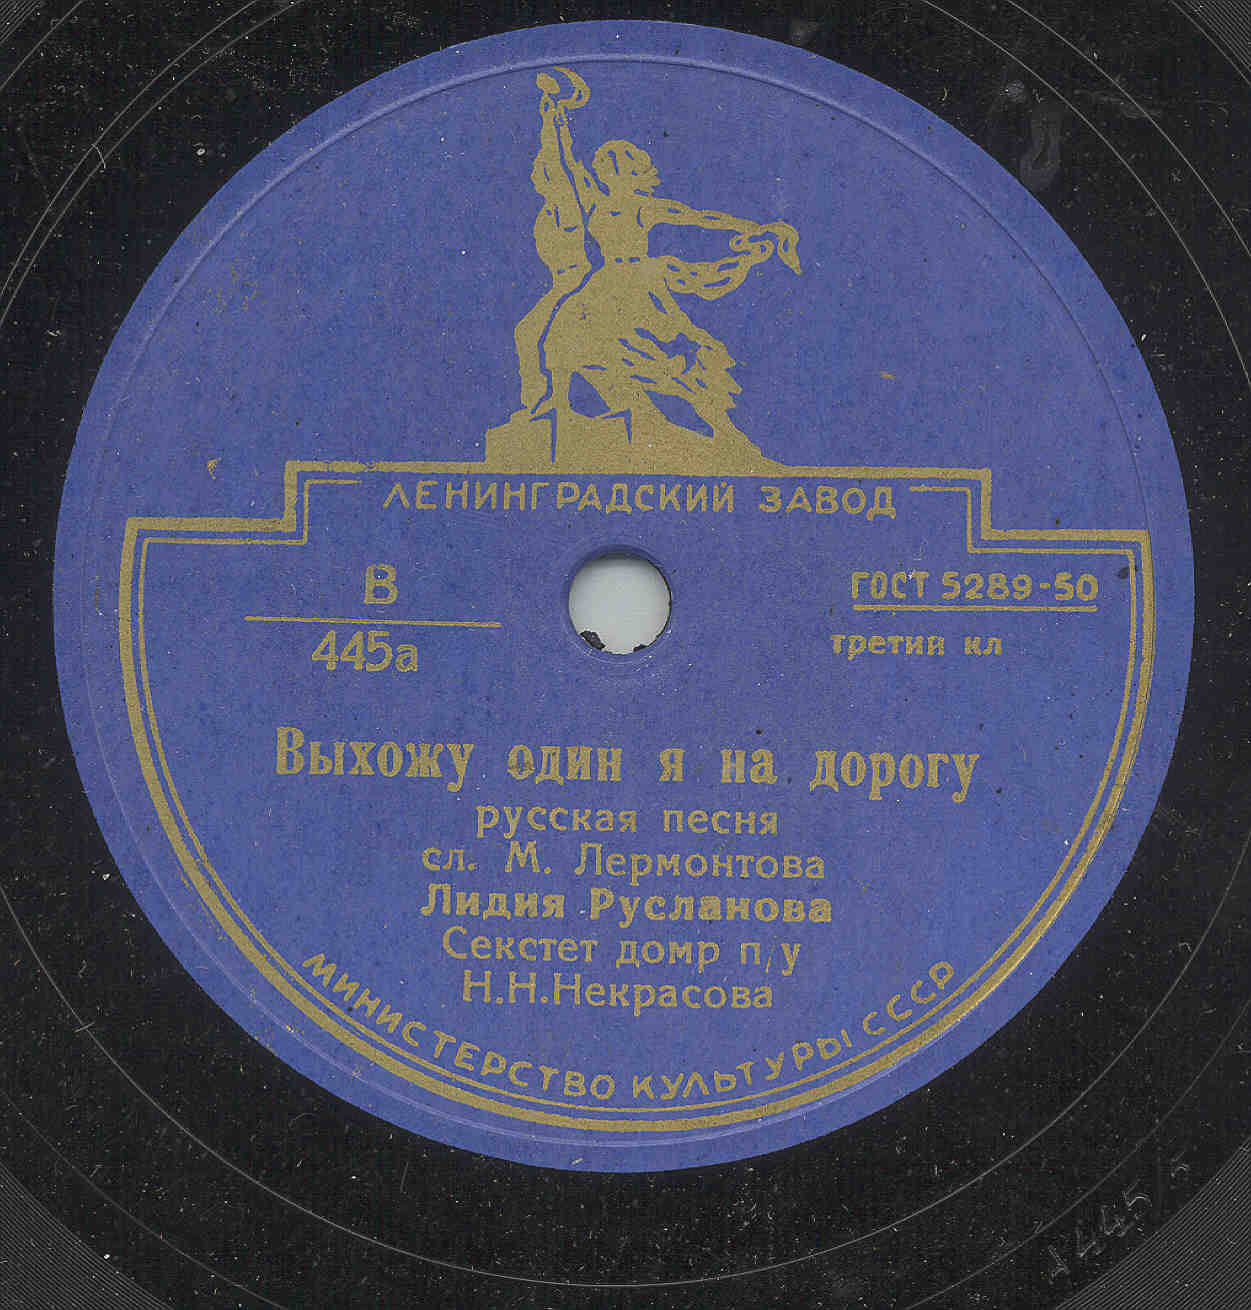 ЛЕНИНГРАДСКИЙ ЗАВОД
В
445а
ГОСТ 5289-50
третий кл
Выхожу один я на дорогу
русская песня
сл. М. Лермонтова
Лидия Русланова
Секстет домр п/у
Н.Н.Некрасова
МИНИСТЕРСТВО КУЛЬТУРЫ СССР